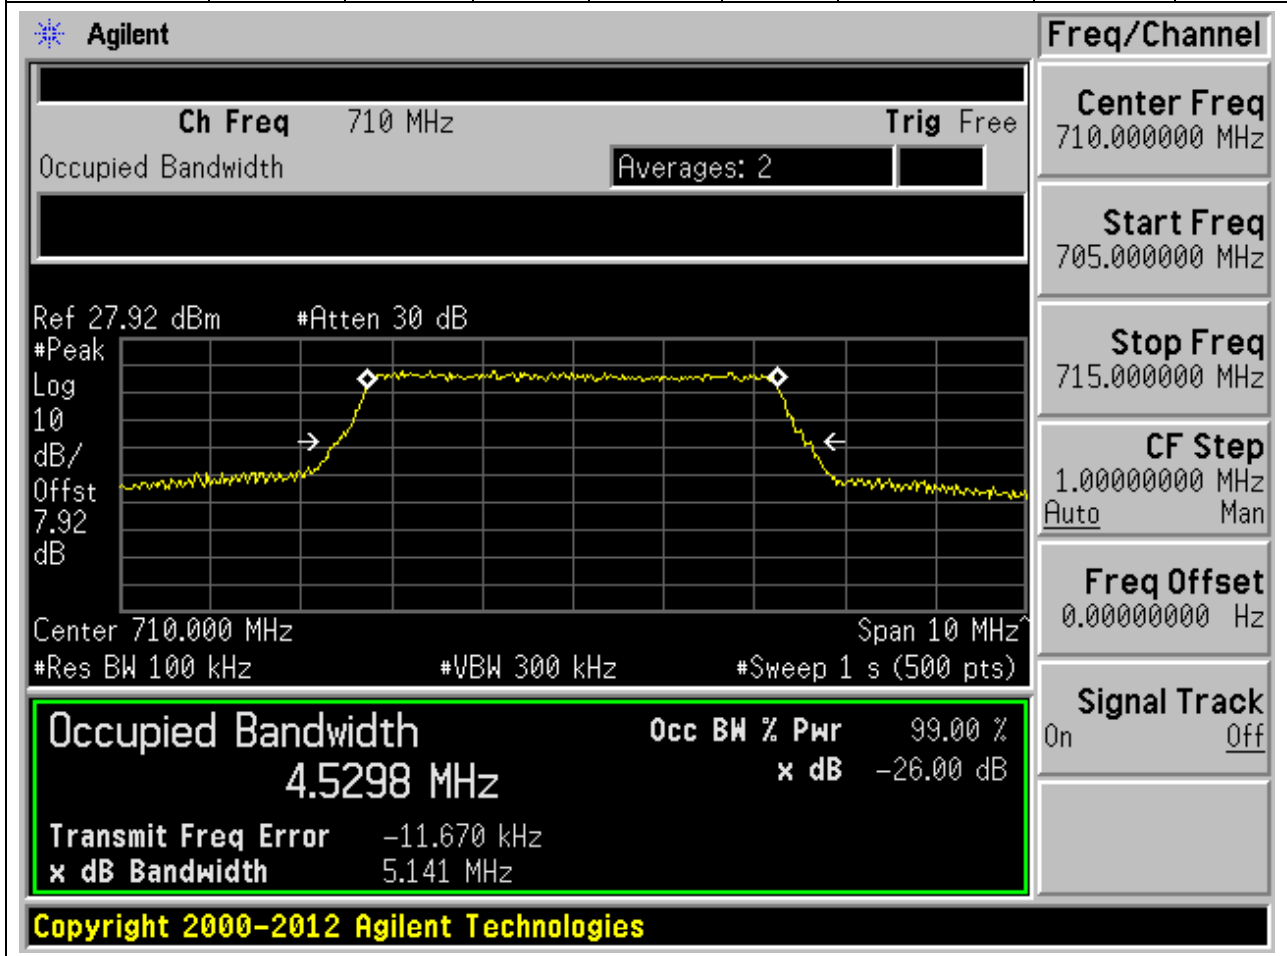 Agilent
Freq/Channel
Ch Freq 710 MHz Trig Free
Occupied Bandwidth Averages: 2
Center Freq
710.000000 MHz
Start Freq
705.000000 MHz
Stop Freq
715.000000 MHz
CF Step
1.00000000 MHz
Auto Man
Freq Offset
0.00000000 Hz
Signal Track
On Off
Ref 27.92 dBm #Atten 30 dB
#Peak
Log
10
dB/
Offst
7.92
dB
Center 710.000 MHz Span 10 MHz^
#Res BW 100 kHz #VBW 300 kHz #Sweep 1 s (500 pts)
Occupied Bandwidth Occ BW % Pwr 99.00 %
4.5298 MHz x dB -26.00 dB
Transmit Freq Error -11.670 kHz
x dB Bandwidth 5.141 MHz
Copyright 2000-2012 Agilent Technologies